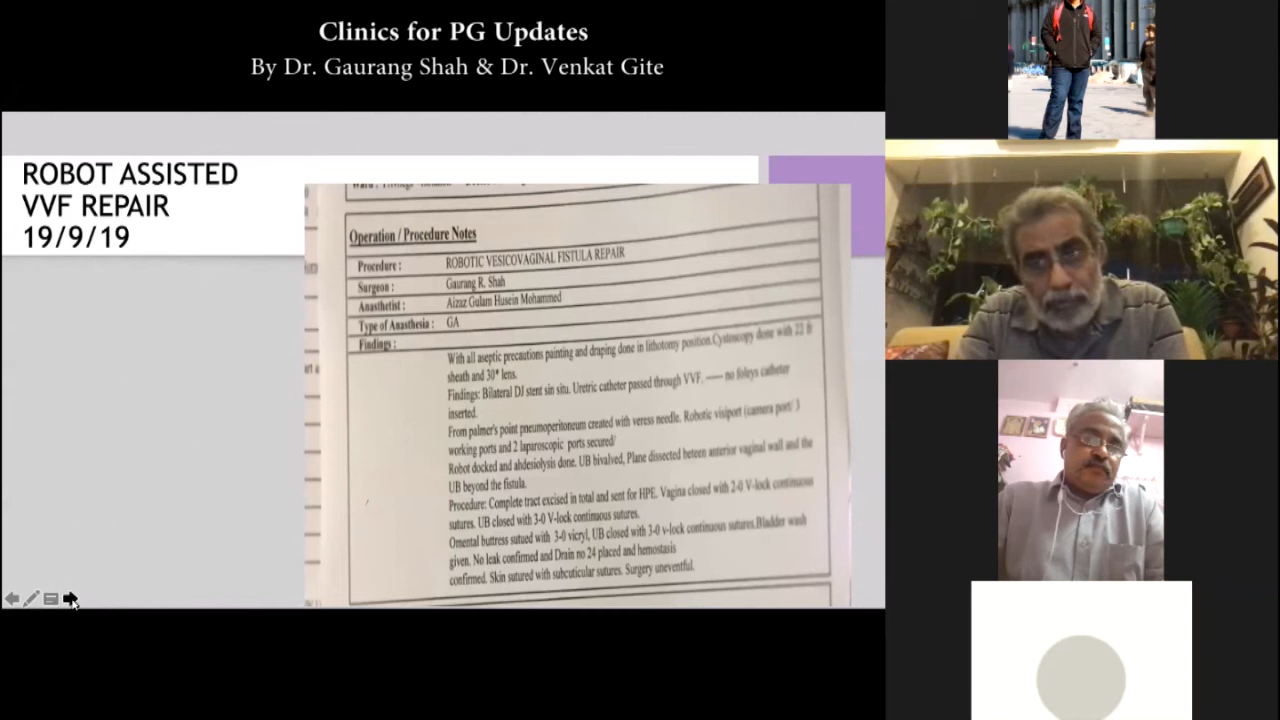 Clinics for PG Updates
By Dr. Gaurang Shah & Dr. Venkat Gite
ROBOT ASSISTED
VVF REPAIR
19/9/19
Operation / Procedure Notes
Procedure : ROBOTIC VESICOVAGINAL FISTULA REPAIR
Surgeon : Gaurang R. Shah
Anasthetist : Aizaz Gulam Husein Mohammed
Type of Anasthesia : GA
Findings :
With all aseptic precautions painting and draping done in lithotomy position.Cystoscopy done with 22 fr
sheath and 30* lens.
Findings: Bilateral DJ stent sin situ. Uretric catheter passed through VVF. —— no foleys catheter
inserted.
From palmer's point pneumoperitoneum created with veress needle. Robotic visiport (camera port/ 3
working ports and 2 laparoscopic ports secured/
Robot docked and ahdesiolysis done. UB bivalved, Plane dissected beteen anterior vaginal wall and the
UB beyond the fistula.
Procedure: Complete tract excised in total and sent for HPE. Vagina closed with 2-0 V-lock continuous
sutures. UB closed with 3-0 V-lock continuous sutures.
Omental buttress sutued with 3-0 vicryl, UB closed with 3-0 v-lock continuous sutures.Bladder wash
given. No leak confirmed and Drain no 24 placed and hemostasis
confirmed. Skin sutured with subcuticular sutures. Surgery uneventful.